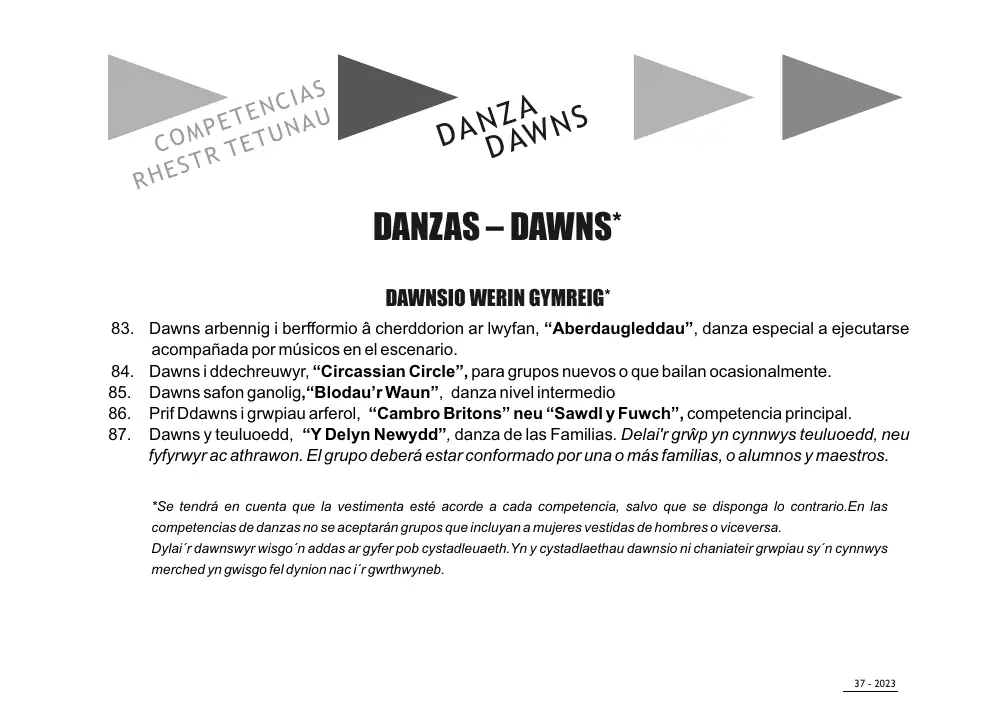 COMPETENCIAS
RHESTR TETUNAU
DANZA
DAWNS
DANZAS – DAWNS*
DAWNSIO WERIN GYMREIG*
83. Dawns arbennig i berfformio â cherddorion ar lwyfan, “Aberdaugleddau”, danza especial a ejecutarse
acompañada por músicos en el escenario.
84. Dawns i ddechreuwyr, “Circassian Circle”, para grupos nuevos o que bailan ocasionalmente.
85. Dawns safon ganolig,“Blodau’r Waun”, danza nivel intermedio
86. Prif Ddawns i grwpiau arferol, “Cambro Britons” neu “Sawdl y Fuwch”, competencia principal.
87. Dawns y teuluoedd, “Y Delyn Newydd”, danza de las Familias. Delai'r grŵp yn cynnwys teuluoedd, neu
fyfyrwyr ac athrawon. El grupo deberá estar conformado por una o más familias, o alumnos y maestros.
*Se tendrá en cuenta que la vestimenta esté acorde a cada competencia, salvo que se disponga lo contrario.En las
competencias de danzas no se aceptarán grupos que incluyan a mujeres vestidas de hombres o viceversa.
Dylai´r dawnswyr wisgo´n addas ar gyfer pob cystadleuaeth.Yn y cystadlaethau dawnsio ni chaniateir grwpiau sy´n cynnwys
merched yn gwisgo fel dynion nac i´r gwrthwyneb.
37 - 2023